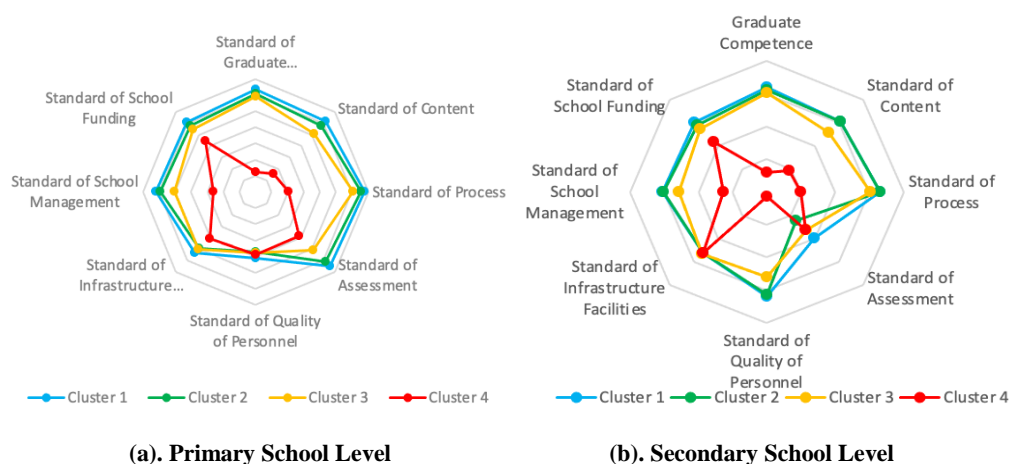 Standard of
Graduate...
Standard of Content
Standard of Process
Standard of
Assessment
Standard of Quality
of Personnel
Standard of
Infrastructure...
Standard of School
Management
Standard of School
Funding
Cluster 1
Cluster 2
Cluster 3
Cluster 4
(a). Primary School Level
Graduate
Competence
Standard of
Content
Standard of
Process
Standard of
Assessment
Standard of
Quality of
Personnel
Standard of
Infrastructure
Facilities
Standard of
School
Management
Standard of
School Funding
Cluster 1
Cluster 2
Cluster 3
Cluster 4
(b). Secondary School Level